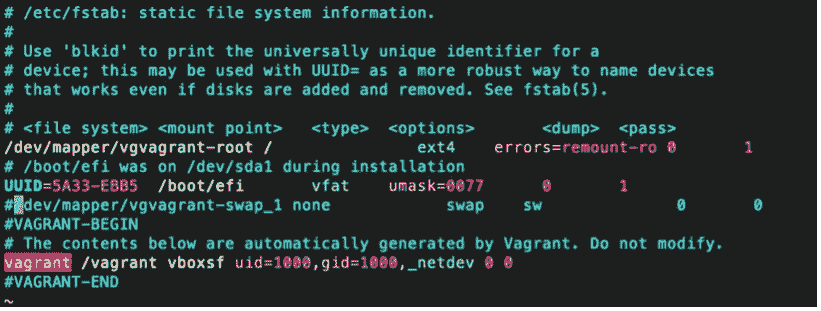 # /etc/fstab: static file system information.
#
# Use 'blkid' to print the universally unique identifier for a
# device; this may be used with UUID= as a more robust way to name devices
# that works even if disks are added and removed. See fstab(5).
#
# <file system> <mount point>   <type>  <options>       <dump>  <pass>
/dev/mapper/vgvagrant-root /               ext4    errors=remount-ro 0       1
# /boot/efi was on /dev/sda1 during installation
UUID=5A33-EBB5  /boot/efi       vfat    umask=0077      0       1
#/dev/mapper/vgvagrant-swap_1 none            swap    sw              0       0
#VAGRANT-BEGIN
# The contents below are automatically generated by Vagrant. Do not modify.
vagrant /vagrant vboxsf uid=1000,gid=1000,_netdev 0 0
#VAGRANT-END
~